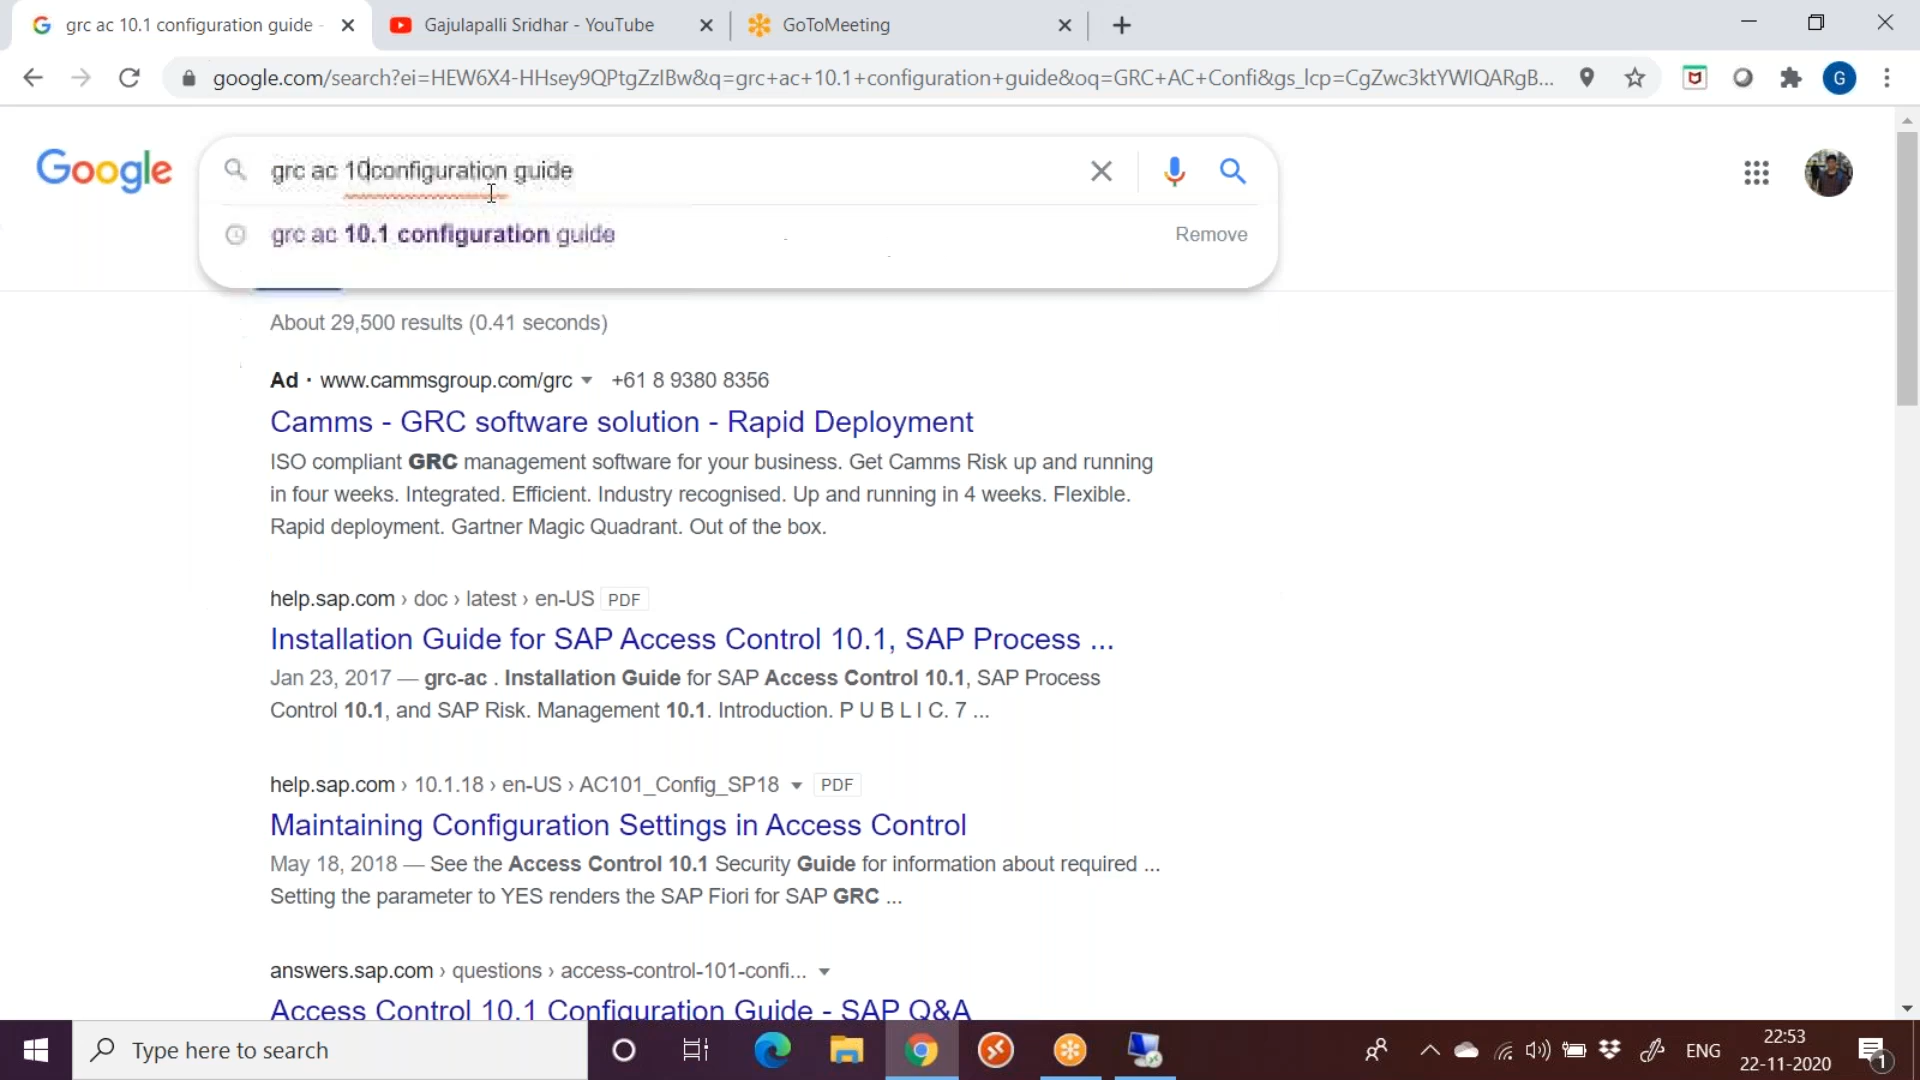 grc ac 10.1 configuration guide -
Gajulapalli Sridhar - YouTube
GoToMeeting
google.com/search?ei=HEW6X4-HHsey9QPtgZzIBw&q=grc+ac+10.1+configuration+guide&oq=GRC+AC+Confi&gs_lcp=CgZwc3ktYWIQARgB...
G
Google
grc ac 10configuration guide
grc ac 10.1 configuration guide
Remove
About 29,500 results (0.41 seconds)
Ad · www.cammsgroup.com/grc +61 8 9380 8356
Camms - GRC software solution - Rapid Deployment
ISO compliant GRC management software for your business. Get Camms Risk up and running
in four weeks. Integrated. Efficient. Industry recognised. Up and running in 4 weeks. Flexible.
Rapid deployment. Gartner Magic Quadrant. Out of the box.
help.sap.com › doc › latest › en-US PDF
Installation Guide for SAP Access Control 10.1, SAP Process ...
Jan 23, 2017 — grc-ac . Installation Guide for SAP Access Control 10.1, SAP Process
Control 10.1, and SAP Risk. Management 10.1. Introduction. P U B L I C. 7 ...
help.sap.com › 10.1.18 › en-US › AC101_Config_SP18 PDF
Maintaining Configuration Settings in Access Control
May 18, 2018 — See the Access Control 10.1 Security Guide for information about required ...
Setting the parameter to YES renders the SAP Fiori for SAP GRC ...
answers.sap.com › questions › access-control-101-confi...
Access Control 10.1 Configuration Guide - SAP Q&A
Type here to search
ENG
22:53
22-11-2020
1